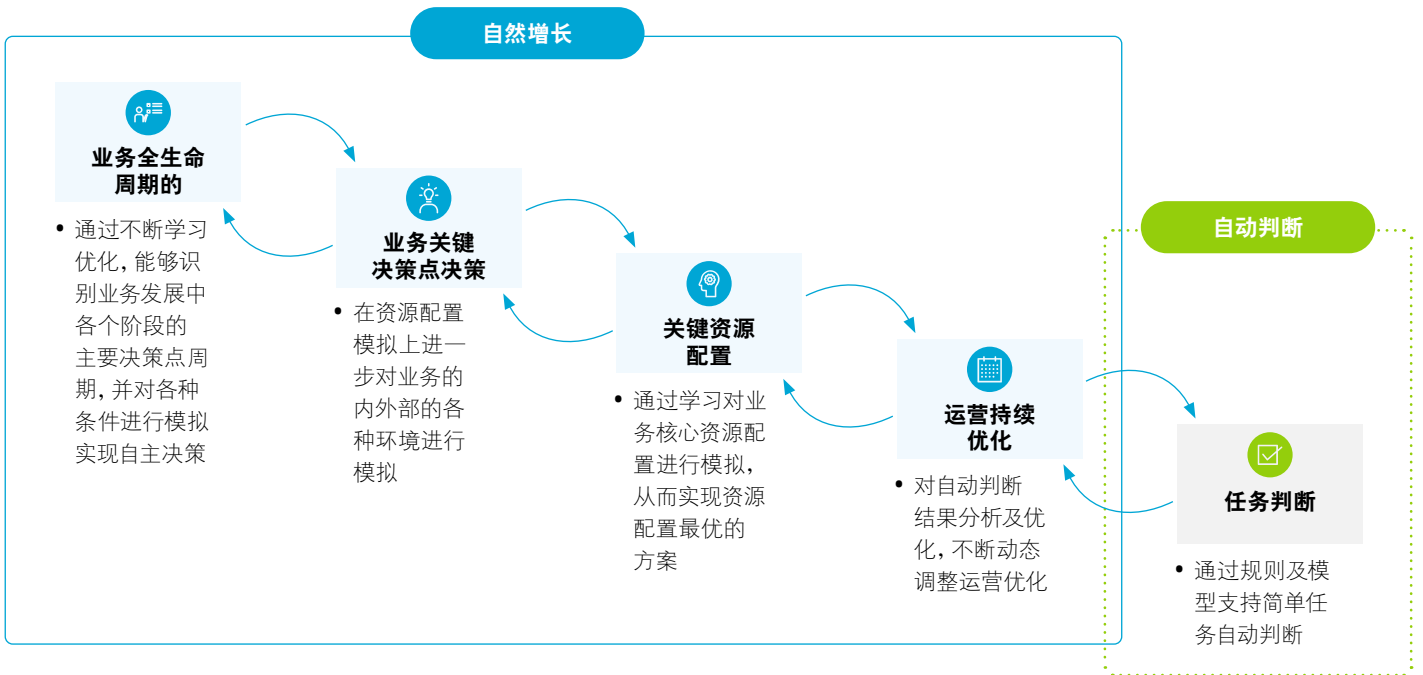 自然增长
业务全生命
周期的
• 通过不断学习
优化，能够识
别业务发展中
各个阶段的
主要决策点周
期，并对各种
条件进行模拟
实现自主决策
业务关键
决策点决策
• 在资源配置
模拟上进一
步对业务的
内外部的各
种环境进行
模拟
关键资源
配置
• 通过学习对业
务核心资源配
置进行模拟，
从而实现资源
配置最优的
方案
运营持续
优化
• 对自动判断
结果分析及优
化，不断动态
调整运营优化
自动判断
任务判断
• 通过规则及模
型支持简单任
务自动判断